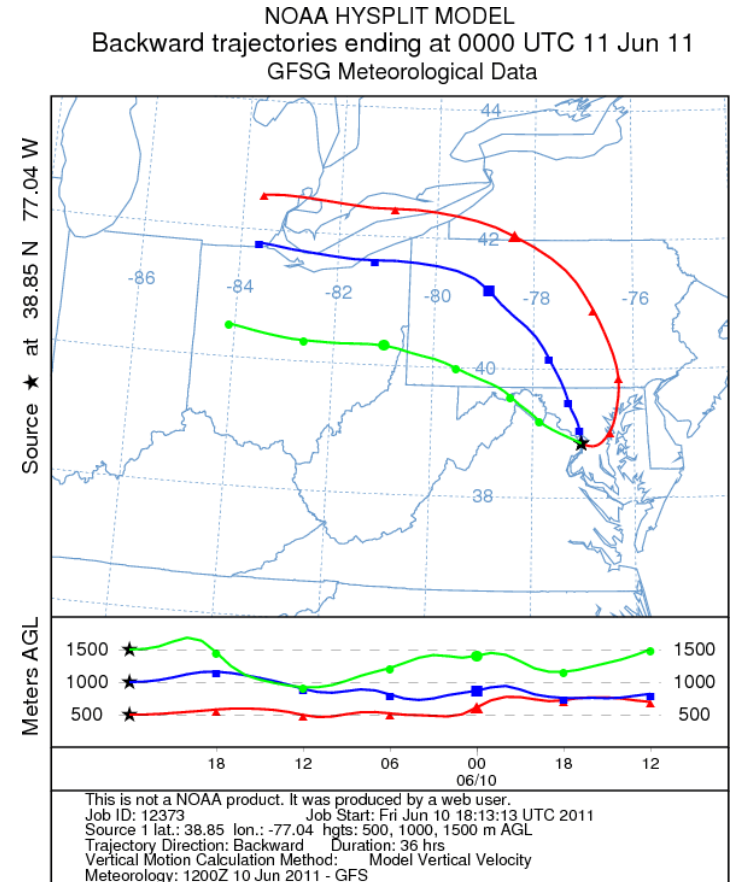 NOAA HYSPLIT MODEL
Backward trajectories ending at 0000 UTC 11 Jun 11
GFSG Meteorological Data
Source ★ at 38.85 N 77.04 W
44
42
-86
-84
-82
-80
-78
-76
40
38
Meters AGL
1500
1500
1000
1000
500
500
18
12
06
00
18
12
06/10
This is not a NOAA product. It was produced by a web user.
Job ID: 12373 Job Start: Fri Jun 10 18:13:13 UTC 2011
Source 1 lat.: 38.85 lon.: -77.04 hgts: 500, 1000, 1500 m AGL
Trajectory Direction: Backward Duration: 36 hrs
Vertical Motion Calculation Method: Model Vertical Velocity
Meteorology: 1200Z 10 Jun 2011 - GFS